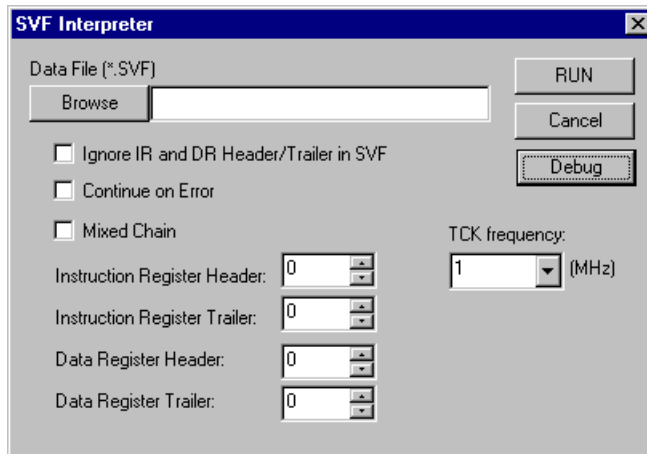 SVF Interpreter
Data File (*.SVF)
Browse
RUN
Cancel
Debug
Ignore IR and DR Header/Trailer in SVF
Continue on Error
Mixed Chain
TCK frequency:
1 (MHz)
Instruction Register Header: 0
Instruction Register Trailer: 0
Data Register Header: 0
Data Register Trailer: 0